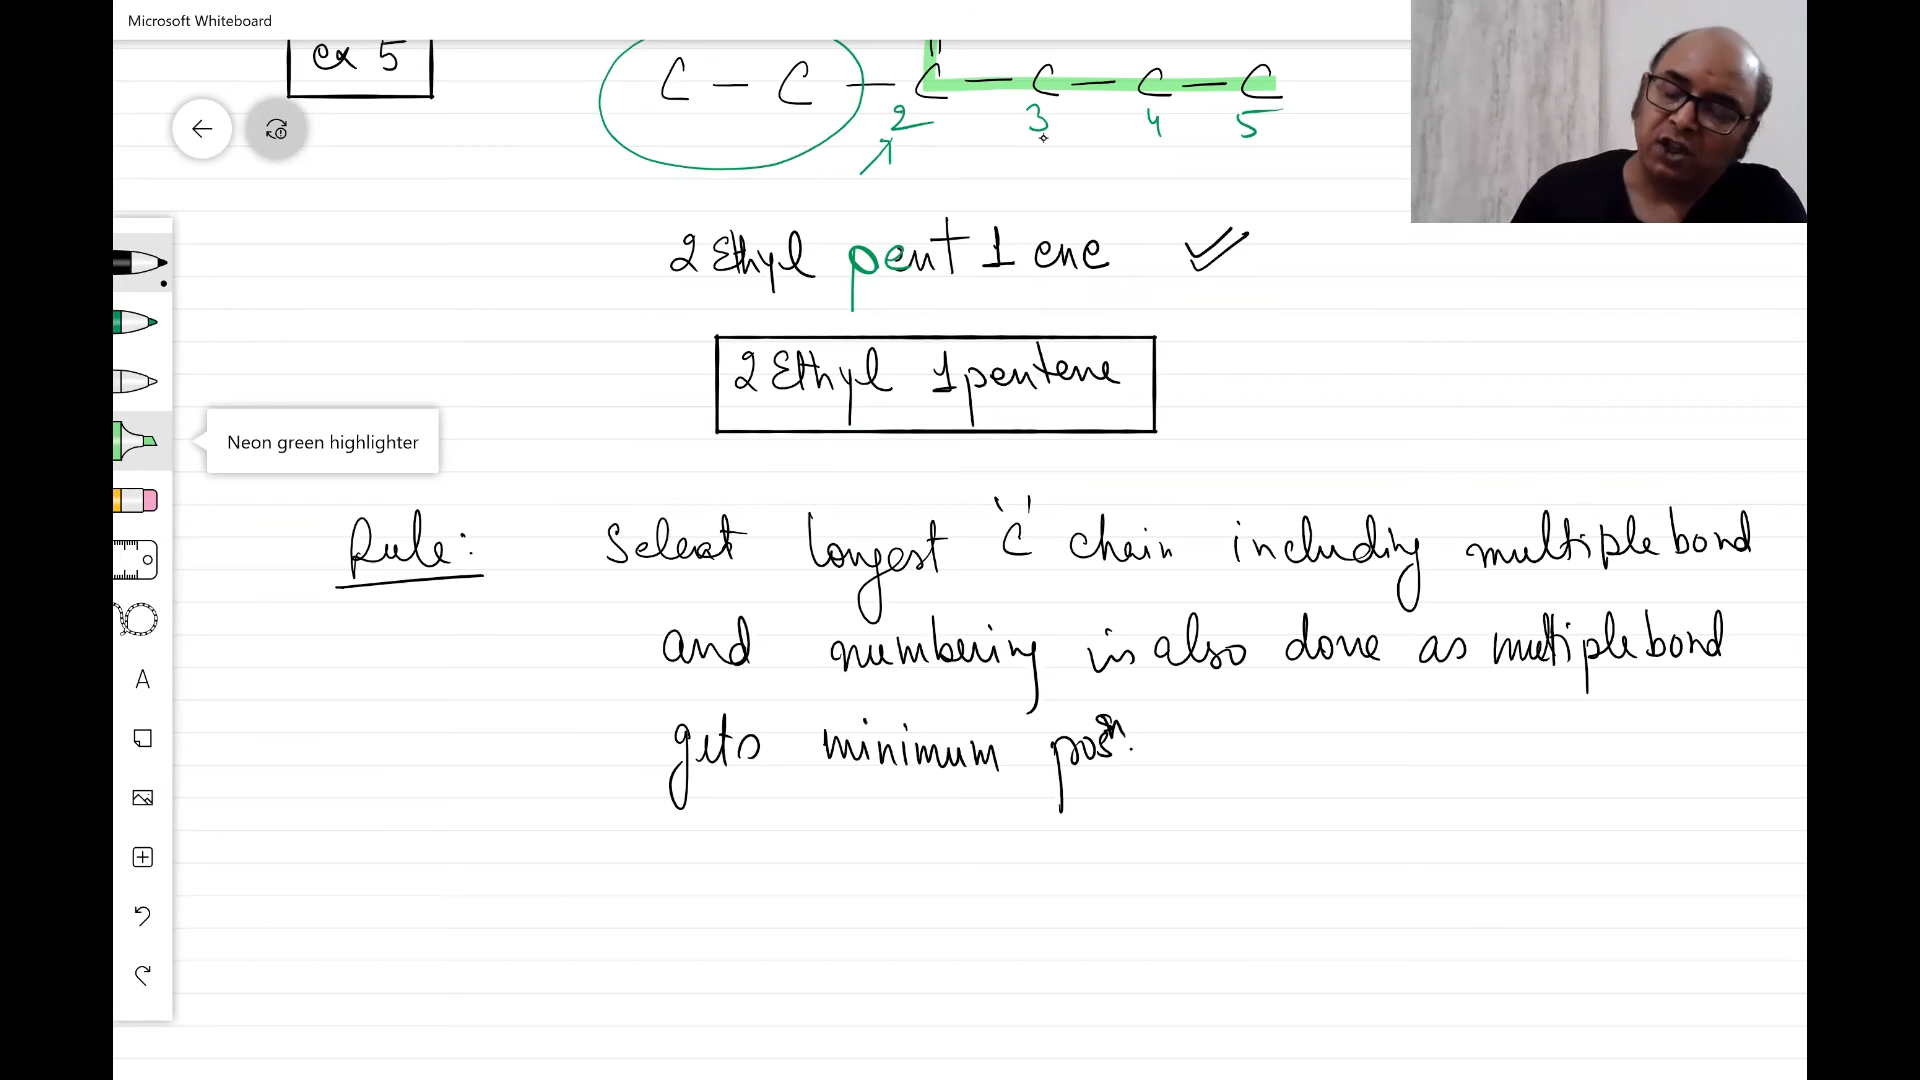 Microsoft Whiteboard
ex 5
C – C – C – C – C – C
2 3 4 5
2 Ethyl pent 1 ene
2 Ethyl 1 pentene
Neon green highlighter
Rule: Select longest 'C' chain including multiple bond
and numbering is also done as multiple bond
gets minimum posn.
A